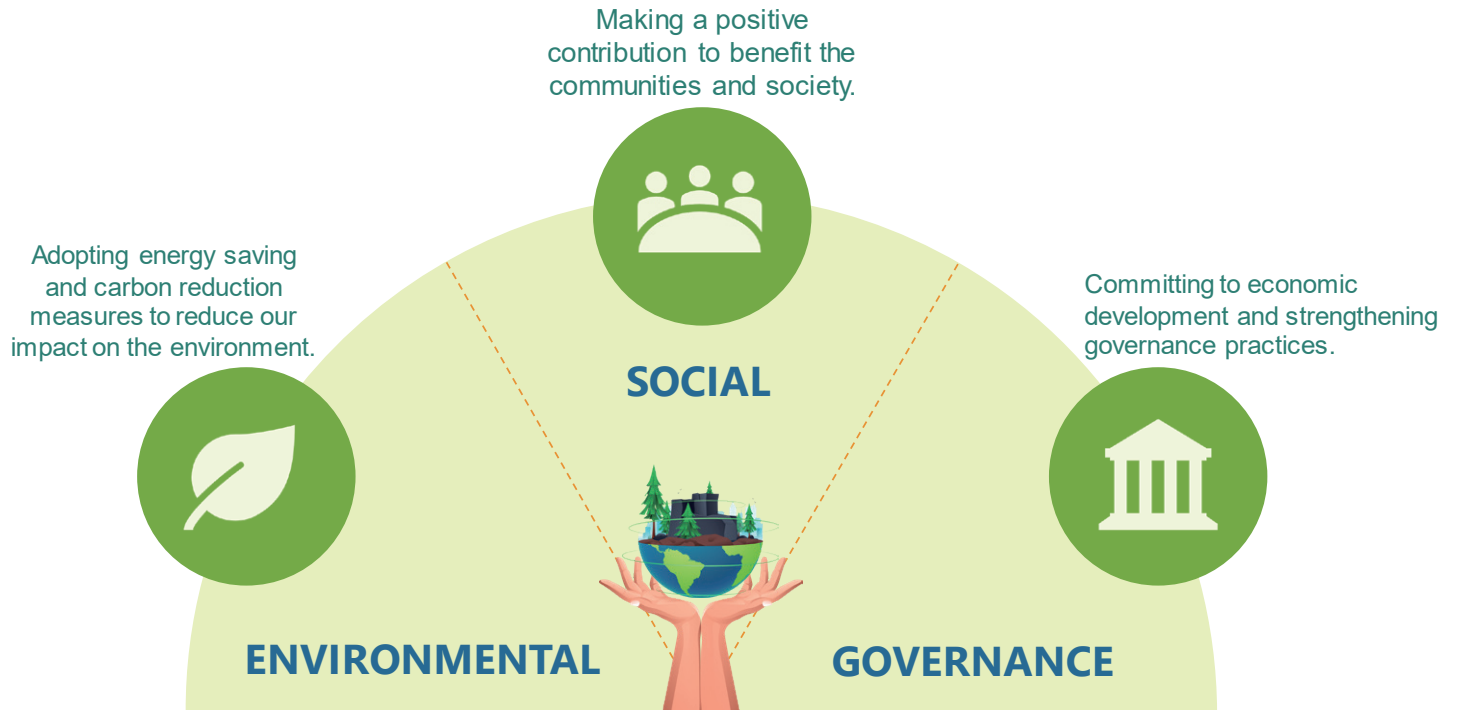 Making a positive
contribution to benefit the
communities and society.
Adopting energy saving
and carbon reduction
measures to reduce our
impact on the environment.
Committing to economic
development and strengthening
governance practices.
SOCIAL
ENVIRONMENTAL
GOVERNANCE